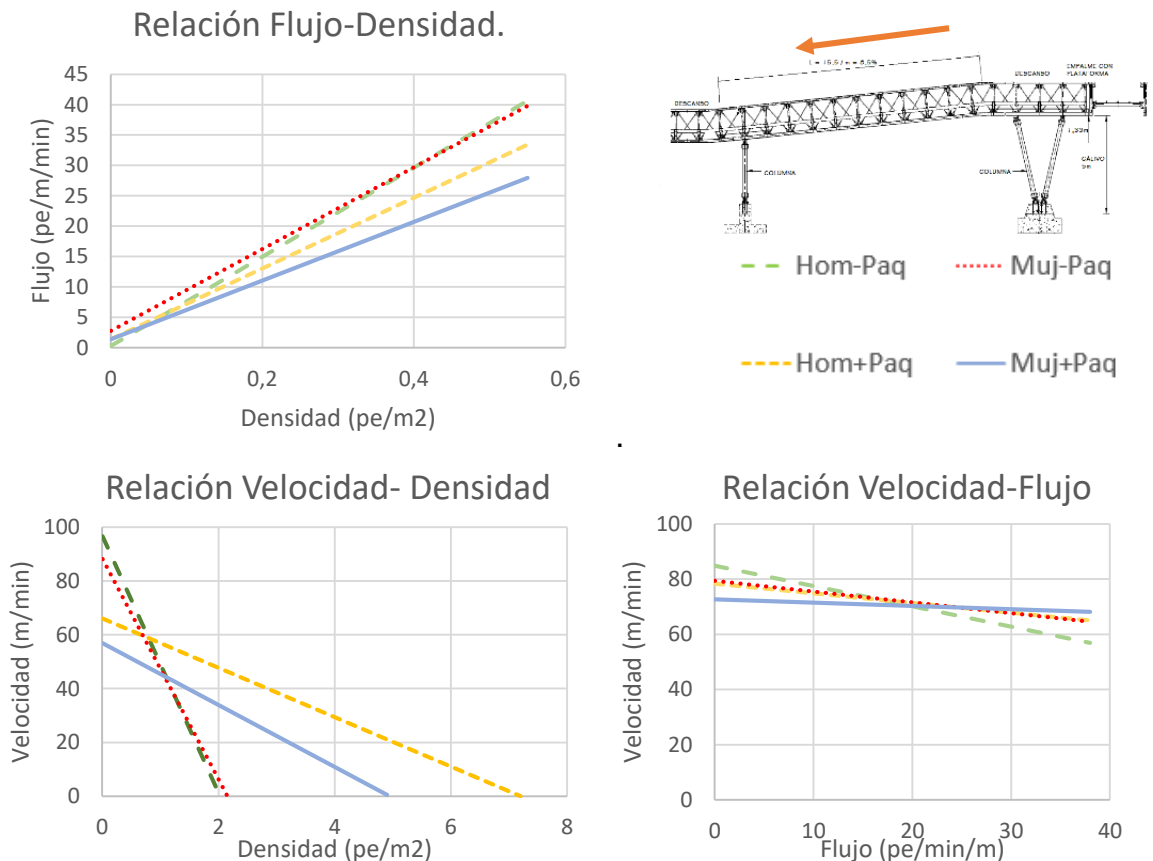 Relación Flujo-Densidad.
45
40
35
30
25
20
15
10
5
0
Flujo (pe/m/min)
0
0,2
0,4
0,6
Densidad (pe/m2)
DESCANSO
DESCANSO
EMPALME CON
PLATAFORMA
COLUMNA
COLUMNA
GÁLIVO
Hom-Paq
Muj-Paq
Hom+Paq
Muj+Paq
.
Relación Velocidad- Densidad
100
80
60
40
20
0
Velocidad (m/min)
0
2
4
6
8
Densidad (pe/m2)
Relación Velocidad-Flujo
100
80
60
40
20
0
Velocidad (m/min)
0
10
20
30
40
Flujo (pe/min/m)